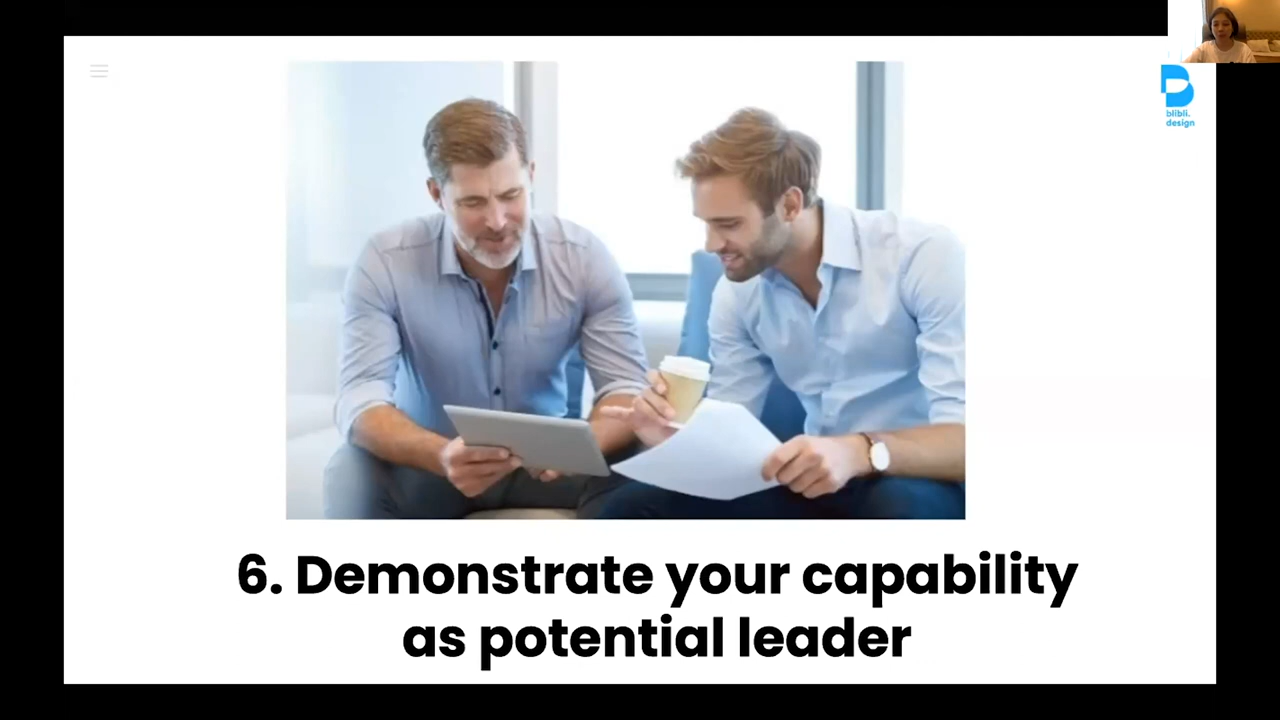 blibli.
design
6. Demonstrate your capability
as potential leader